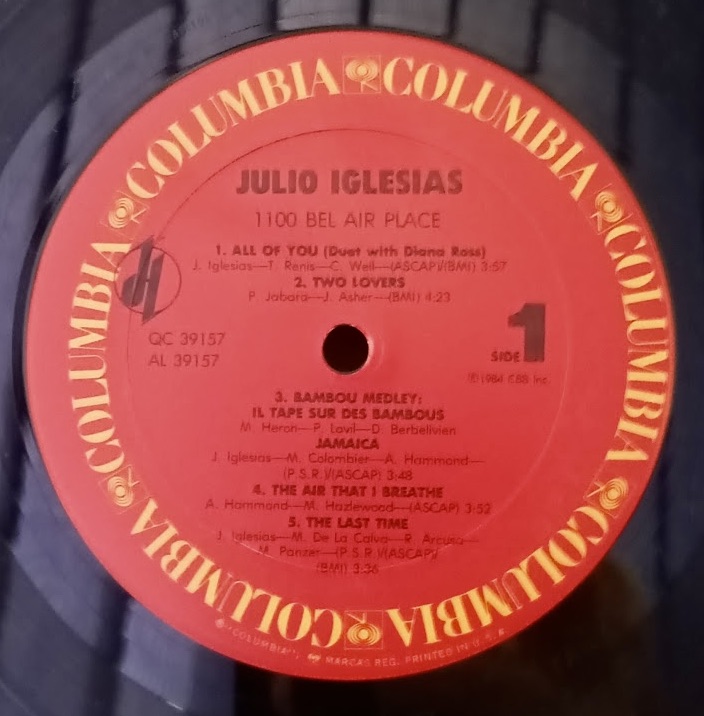 COLUMBIA COLUMBIA COLUMBIA COLUMBIA COLUMBIA COLUMBIA COLUMBIA COLUMBIA
JULIO IGLESIAS
1100 BEL AIR PLACE
1. ALL OF YOU (Duet with Diana Ross)
J. Iglesias—T. Renis—C. Weil—(ASCAP)/(BMI) 3:57
2. TWO LOVERS
P. Jabara—J. Asher—(BMI) 4:23
QC 39157
AL 39157
SIDE 1
Ⓟ1984 CBS Inc.
3. BAMBOU MEDLEY:
IL TAPE SUR DES BAMBOUS
M. Heron—P. Lavil—D. Berbelivien
JAMAICA
J. Iglesias—M. Colombier—A. Hammond—
(P.S.R.)/(ASCAP) 3:48
4. THE AIR THAT I BREATHE
A. Hammond—M. Hazlewood—(ASCAP) 3:52
5. THE LAST TIME
J. Iglesias—M. De La Calva—R. Arcusa—
M. Panzer—(P.S.R.)/(ASCAP)/
(BMI) 3:36
"COLUMBIA", MARCAS REG. PRINTED IN U.S.A.